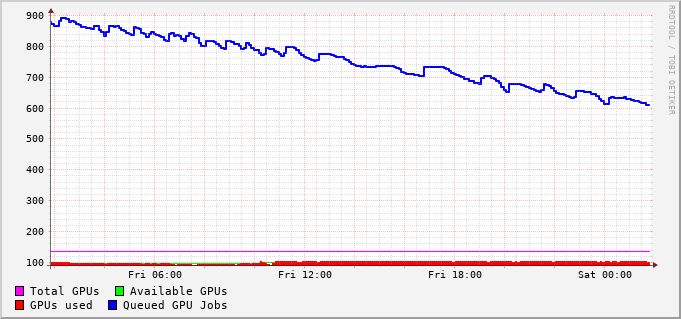 900
800
700
600
500
400
300
200
100
Fri 06:00 Fri 12:00 Fri 18:00 Sat 00:00
Total GPUs Available GPUs
GPUs used Queued GPU Jobs
RRDTOOL / TOBI OETIKER